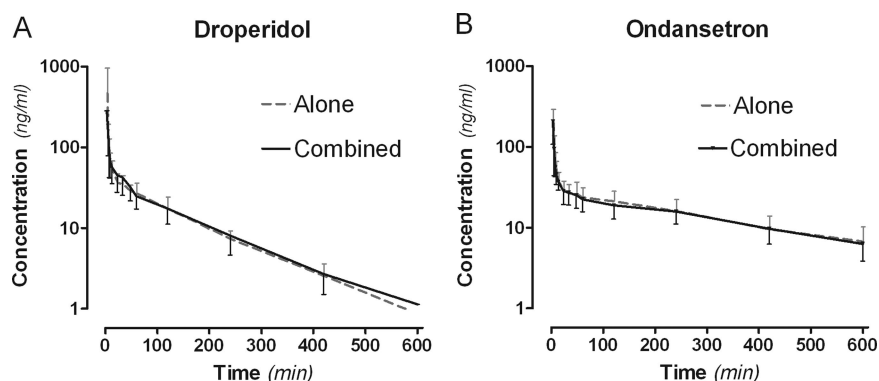 A
Droperidol
Concentration (ng/ml)
1000
100
10
1
Alone
Combined
0 100 200 300 400 500 600
Time (min)
B
Ondansetron
Concentration (ng/ml)
1000
100
10
1
Alone
Combined
0 100 200 300 400 500 600
Time (min)